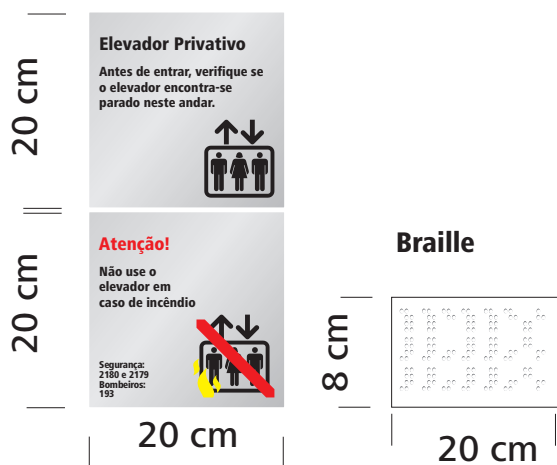 20 cm
Elevador Privativo
Antes de entrar, verifique se
o elevador encontra-se
parado neste andar.
20 cm
Atenção!
Não use o
elevador em
caso de incêndio
Segurança:
2180 e 2179
Bombeiros:
193
20 cm
Braille
8 cm
20 cm